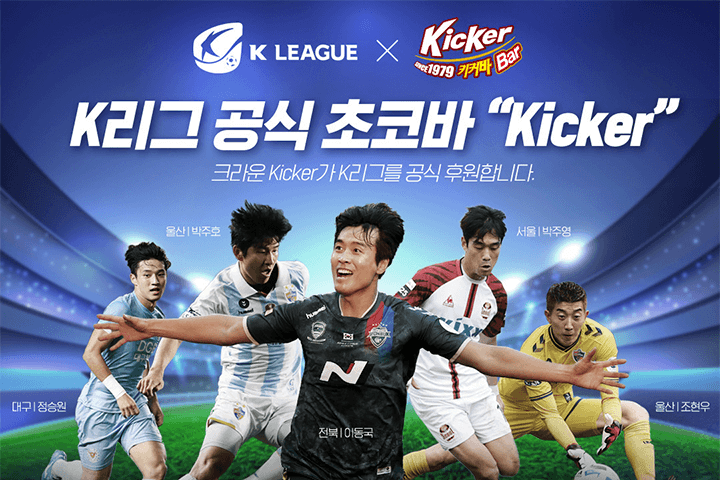 K LEAGUE × Kicker
since1979 키커바 Bar
K리그 공식 초코바 “Kicker”
크라운 Kicker가 K리그를 공식 후원합니다.
울산 | 박주호
서울 | 박주영
대구 | 정승원
울산 | 조현우
전북 | 이동국
hummel
N